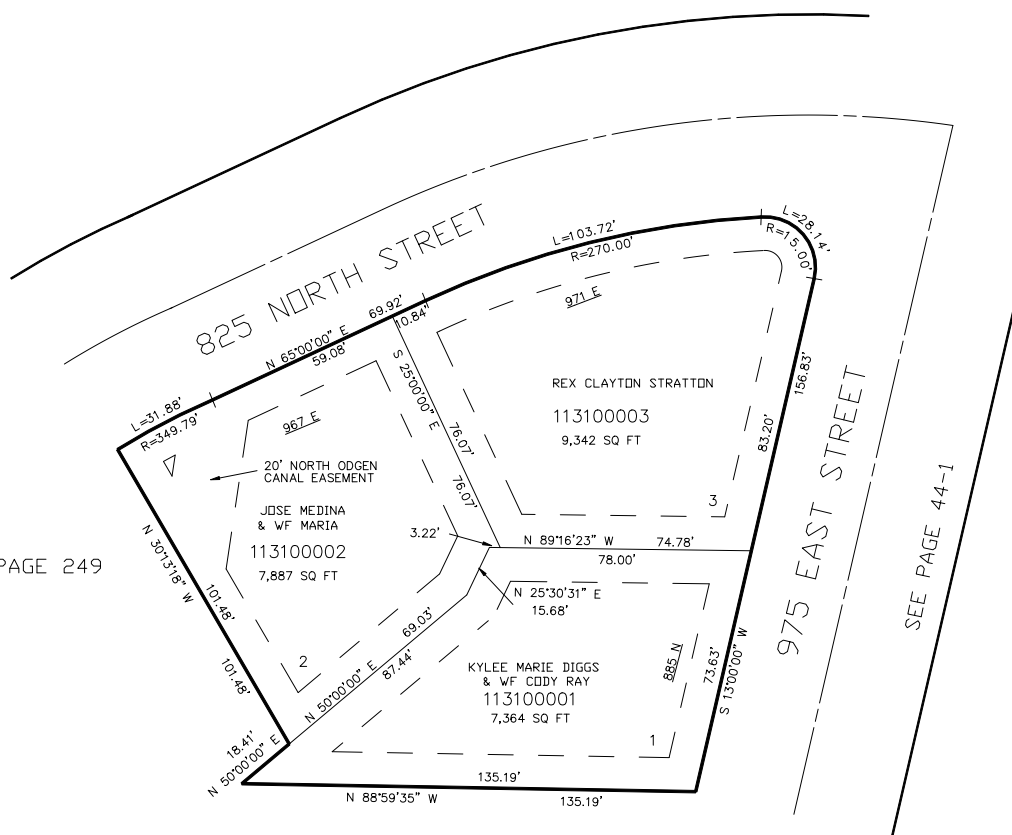 825 NORTH STREET
L=103.72'
R=270.00'
L=28.14'
R=15.00'
69.92'
10.84'
N 65°00'00" E
59.08'
L=31.88'
R=349.79'
971 E
967 E
S 25°00'00" E
76.07'
76.07'
REX CLAYTON STRATTON
113100003
9,342 SQ FT
3
156.83'
83.20'
20' NORTH ODGEN
CANAL EASEMENT
JOSE MEDINA
& WF MARIA
113100002
7,887 SQ FT
2
3.22'
N 89°16'23" W
74.78'
78.00'
N 25°30'31" E
15.68'
N 30°13'18" W
101.48'
101.48'
PAGE 249
69.03'
N 50°00'00" E
87.44'
KYLEE MARIE DIGGS
& WF CODY RAY
113100001
7,364 SQ FT
885 N
1
73.63'
S 13°00'00" W
975 EAST STREET
SEE PAGE 44-1
18.41'
N 50°00'00" E
135.19'
N 88°59'35" W
135.19'